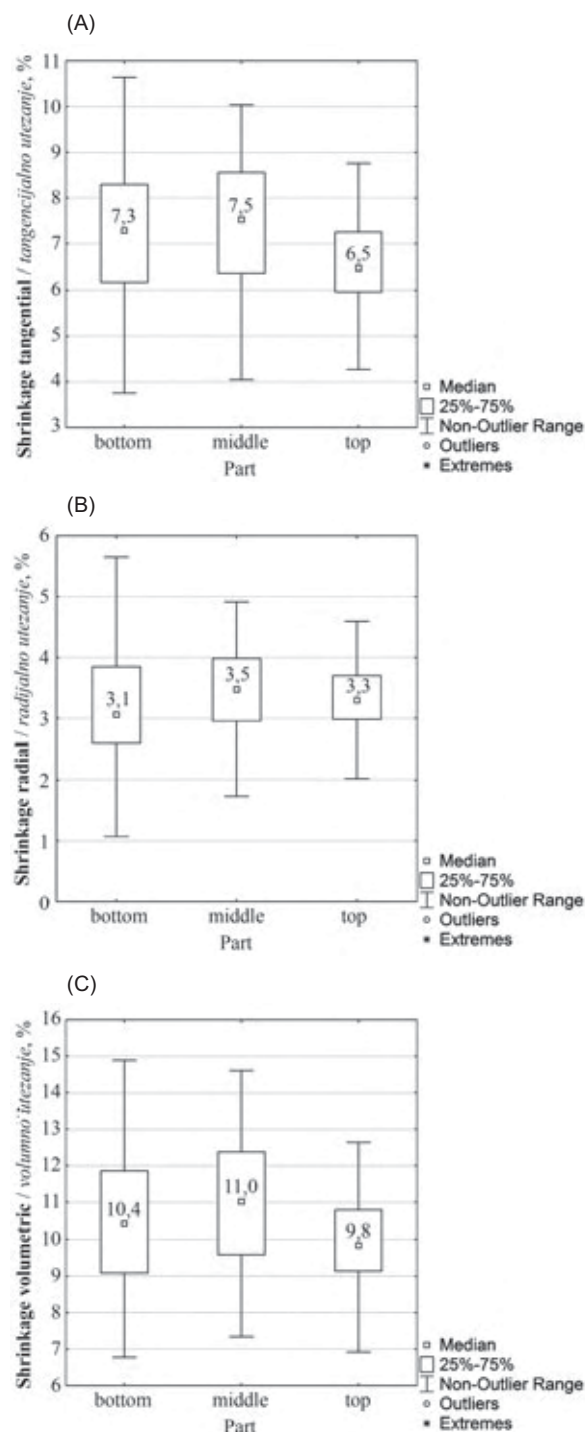 (A)
Shrinkage tangential / tangencijalno utezanje, %
11
10
9
8
7
6
5
4
3
7,3
7,5
6,5
bottom middle top
Part
Median
25%-75%
Non-Outlier Range
Outliers
Extremes
(B)
Shrinkage radial / radijalno utezanje, %
6
5
4
3
2
1
0
3,1
3,5
3,3
bottom middle top
Part
Median
25%-75%
Non-Outlier Range
Outliers
Extremes
(C)
Shrinkage volumetric / volumno utezanje, %
16
15
14
13
12
11
10
9
8
7
6
10,4
11,0
9,8
bottom middle top
Part
Median
25%-75%
Non-Outlier Range
Outliers
Extremes